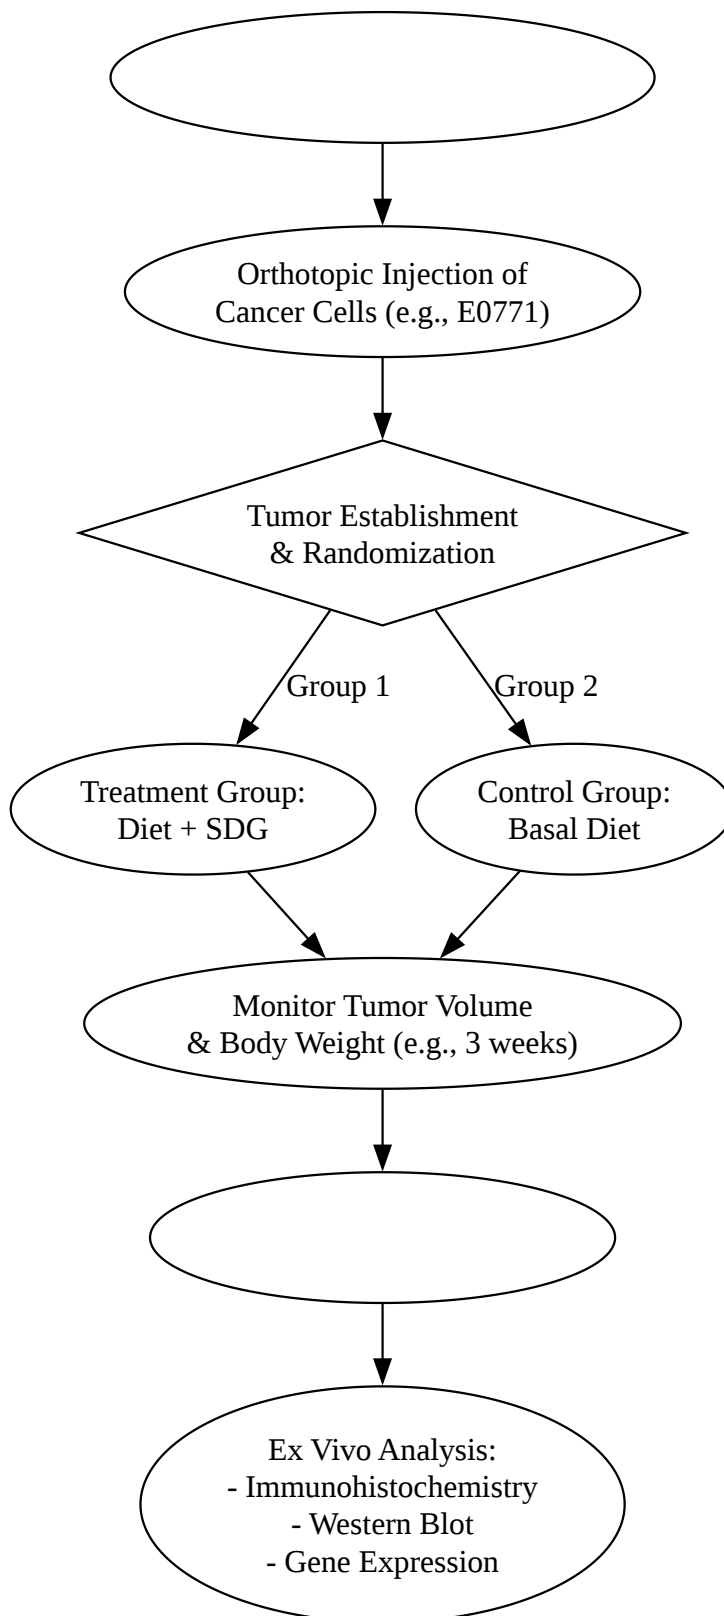 Orthotopic Injection of
Cancer Cells (e.g., E0771)
Tumor Establishment
& Randomization
Group 1
Group 2
Treatment Group:
Diet + SDG
Control Group:
Basal Diet
Monitor Tumor Volume
& Body Weight (e.g., 3 weeks)
Ex Vivo Analysis:
- Immunohistochemistry
- Western Blot
- Gene Expression